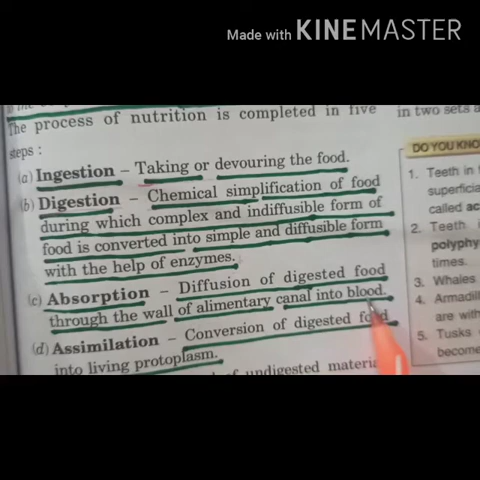 Made with KINEMASTER
The process of nutrition is completed in five
steps :
(a) Ingestion – Taking or devouring the food.
(b) Digestion – Chemical simplification of food
during which complex and indiffusible form of
food is converted into simple and diffusible form
with the help of enzymes.
(c) Absorption – Diffusion of digested food
through the wall of alimentary canal into blood.
(d) Assimilation – Conversion of digested food
into living protoplasm.
of undigested
in two sets
DO YOU KNO
1. Teeth in
superficia
called ac
2. Teeth
polyphy
times.
3. Whales
4. Armadil
are with
5. Tusks
become